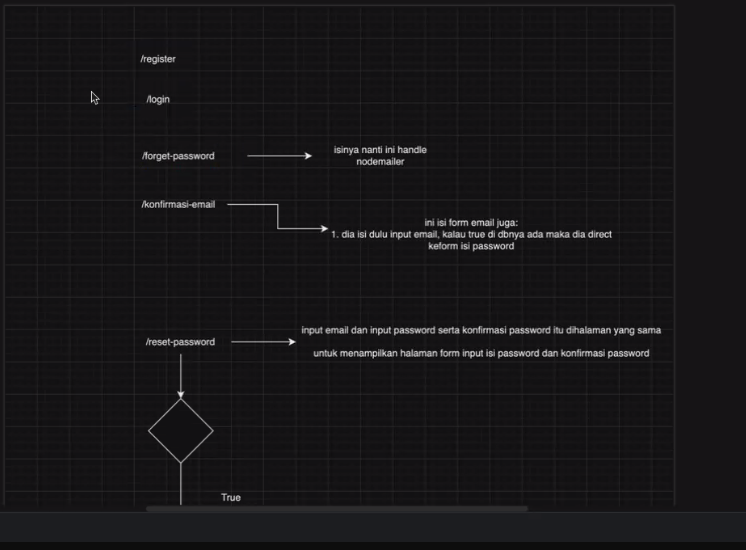 /register
/login
/forget-password
isinya nanti ini handle
nodemailer
/konfirmasi-email
ini isi form email juga:
1. dia isi dulu input email, kalau true di dbnya ada maka dia direct
keform isi password
/reset-password
input email dan input password serta konfirmasi password itu dihalaman yang sama
untuk menampilkan halaman form input isi password dan konfirmasi password
True